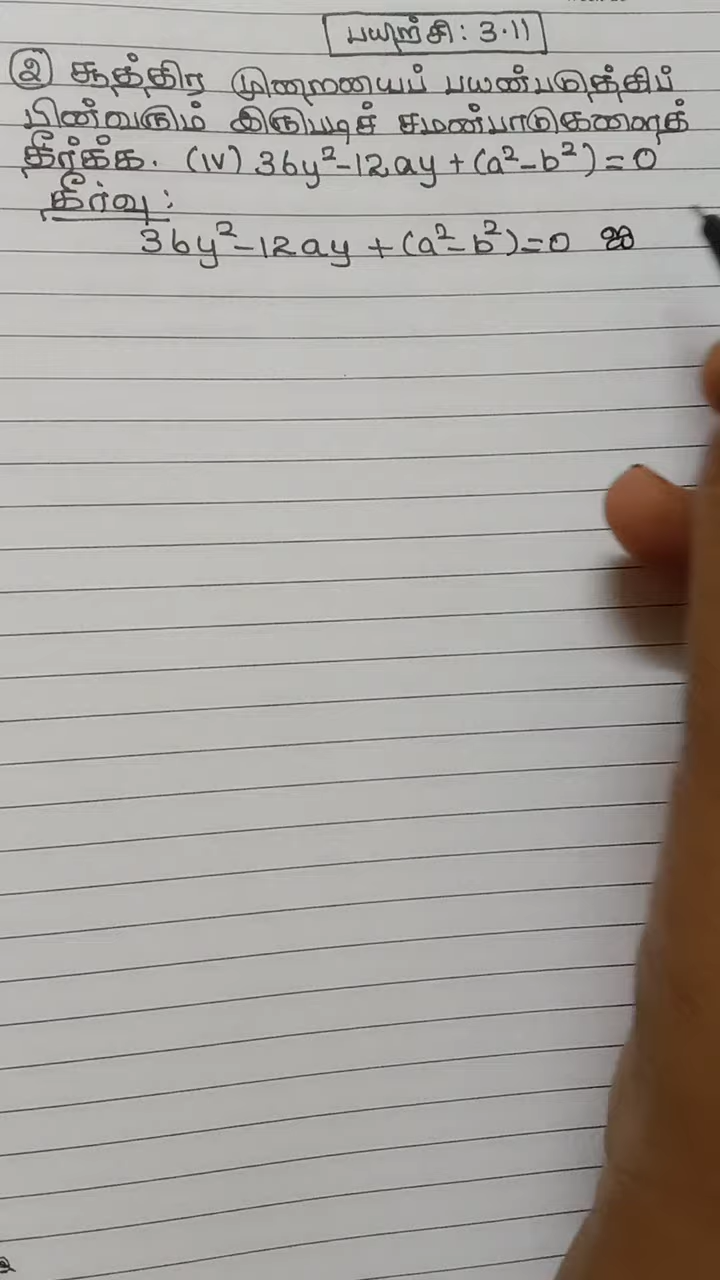 பயிற்சி : 3.11
② சூத்திர முறையைப் பயன்படுத்திப்
பின்வரும் இருபடிச் சமன்பாடுகளைத்
தீர்க்க. (iv) 36y² - 12ay + (a² - b²) = 0
தீர்வு :
36y² - 12ay + (a² - b²) = 0